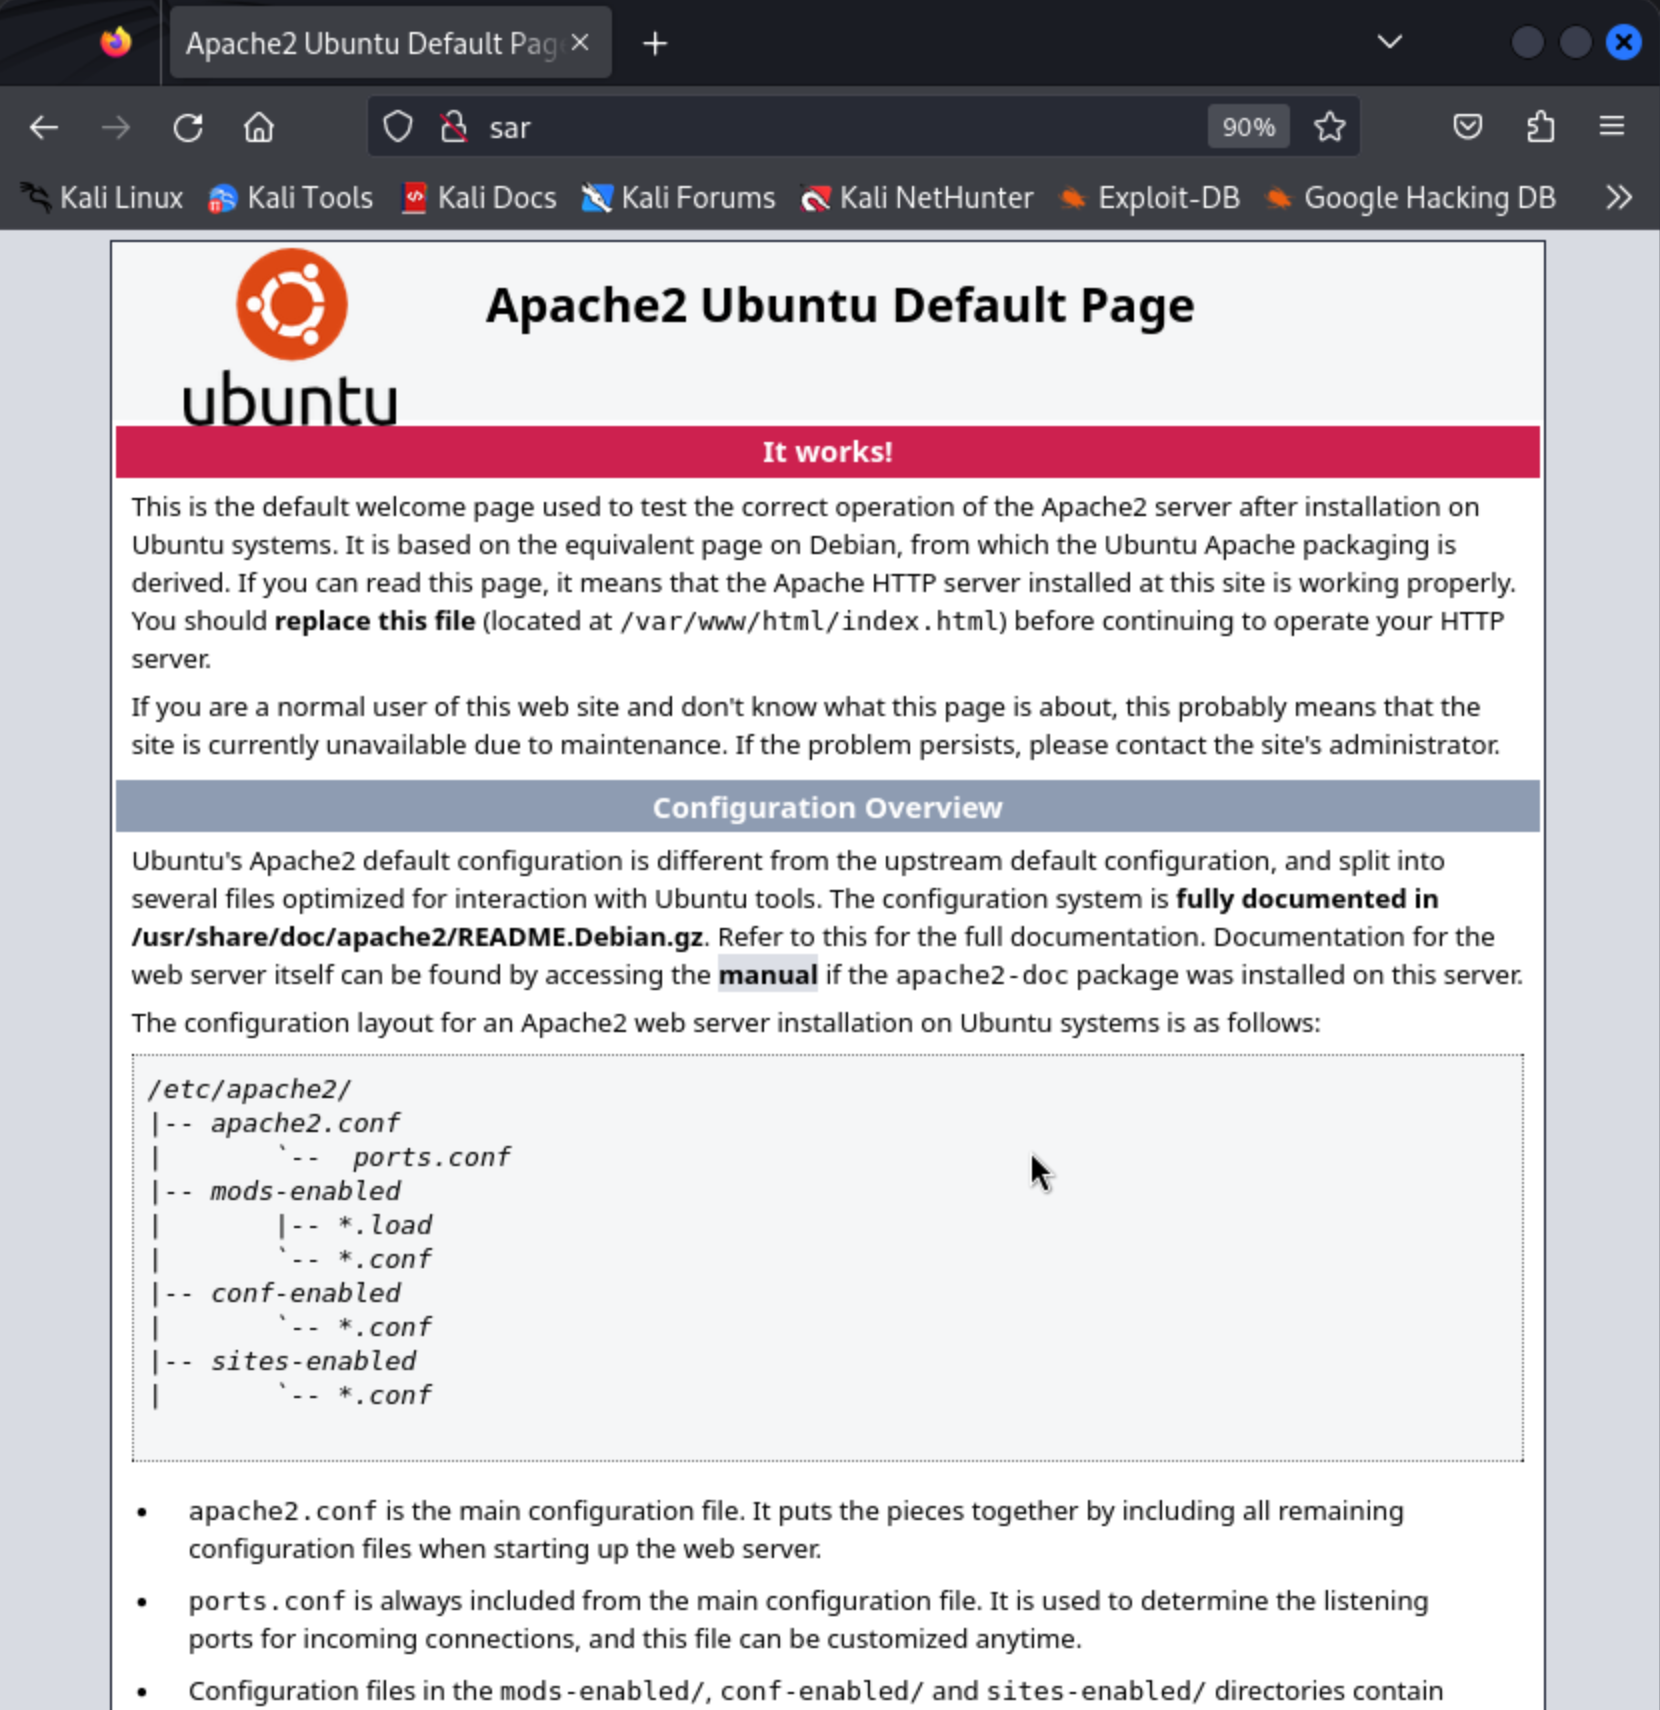 Apache2 Ubuntu Default Pag
sar
90%
Kali Linux Kali Tools Kali Docs Kali Forums Kali NetHunter Exploit-DB Google Hacking DB
ubuntu
Apache2 Ubuntu Default Page
It works!
This is the default welcome page used to test the correct operation of the Apache2 server after installation on
Ubuntu systems. It is based on the equivalent page on Debian, from which the Ubuntu Apache packaging is
derived. If you can read this page, it means that the Apache HTTP server installed at this site is working properly.
You should replace this file (located at /var/www/html/index.html) before continuing to operate your HTTP
server.
If you are a normal user of this web site and don't know what this page is about, this probably means that the
site is currently unavailable due to maintenance. If the problem persists, please contact the site's administrator.
Configuration Overview
Ubuntu's Apache2 default configuration is different from the upstream default configuration, and split into
several files optimized for interaction with Ubuntu tools. The configuration system is fully documented in
/usr/share/doc/apache2/README.Debian.gz. Refer to this for the full documentation. Documentation for the
web server itself can be found by accessing the manual if the apache2-doc package was installed on this server.
The configuration layout for an Apache2 web server installation on Ubuntu systems is as follows:
/etc/apache2/
|-- apache2.conf
|       `--  ports.conf
|-- mods-enabled
|       |-- *.load
|       `-- *.conf
|-- conf-enabled
|       `-- *.conf
|-- sites-enabled
|       `-- *.conf
• apache2.conf is the main configuration file. It puts the pieces together by including all remaining
configuration files when starting up the web server.
• ports.conf is always included from the main configuration file. It is used to determine the listening
ports for incoming connections, and this file can be customized anytime.
• Configuration files in the mods-enabled/, conf-enabled/ and sites-enabled/ directories contain